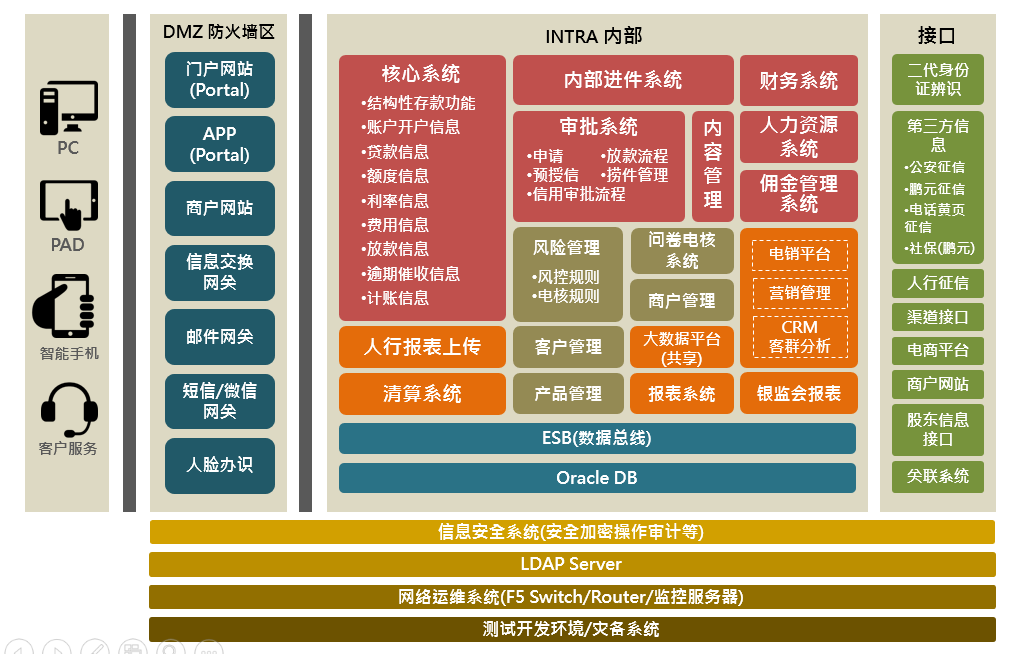 PC
PAD
智能手机
客户服务
DMZ 防火墙区
门户网站
(Portal)
APP
(Portal)
商户网站
信息交换
网关
邮件网关
短信/微信
网关
人脸办识
INTRA 内部
核心系统
•结构性存款功能
•账户开户信息
•贷款信息
•额度信息
•利率信息
•费用信息
•放款信息
•逾期催收信息
•计账信息
人行报表上传
清算系统
内部进件系统
审批系统
•申请 •放款流程
•预授信 •捞件管理
•信用审批流程
内
容
管
理
财务系统
人力资源
系统
佣金管理
系统
风险管理
•风控规则
•电核规则
问卷电核
系统
商户管理
电销平台
营销管理
CRM
客群分析
客户管理
大数据平台
(共享)
产品管理
报表系统
银监会报表
ESB(数据总线)
Oracle DB
接口
二代身份
证辨识
第三方信
息
•公安征信
•鹏元征信
•电话黄页
征信
•社保(鹏元)
人行征信
渠道接口
电商平台
商户网站
股东信息
接口
关联系统
信息安全系统(安全加密操作审计等)
LDAP Server
网络运维系统(F5 Switch/Router/监控服务器)
测试开发环境/灾备系统